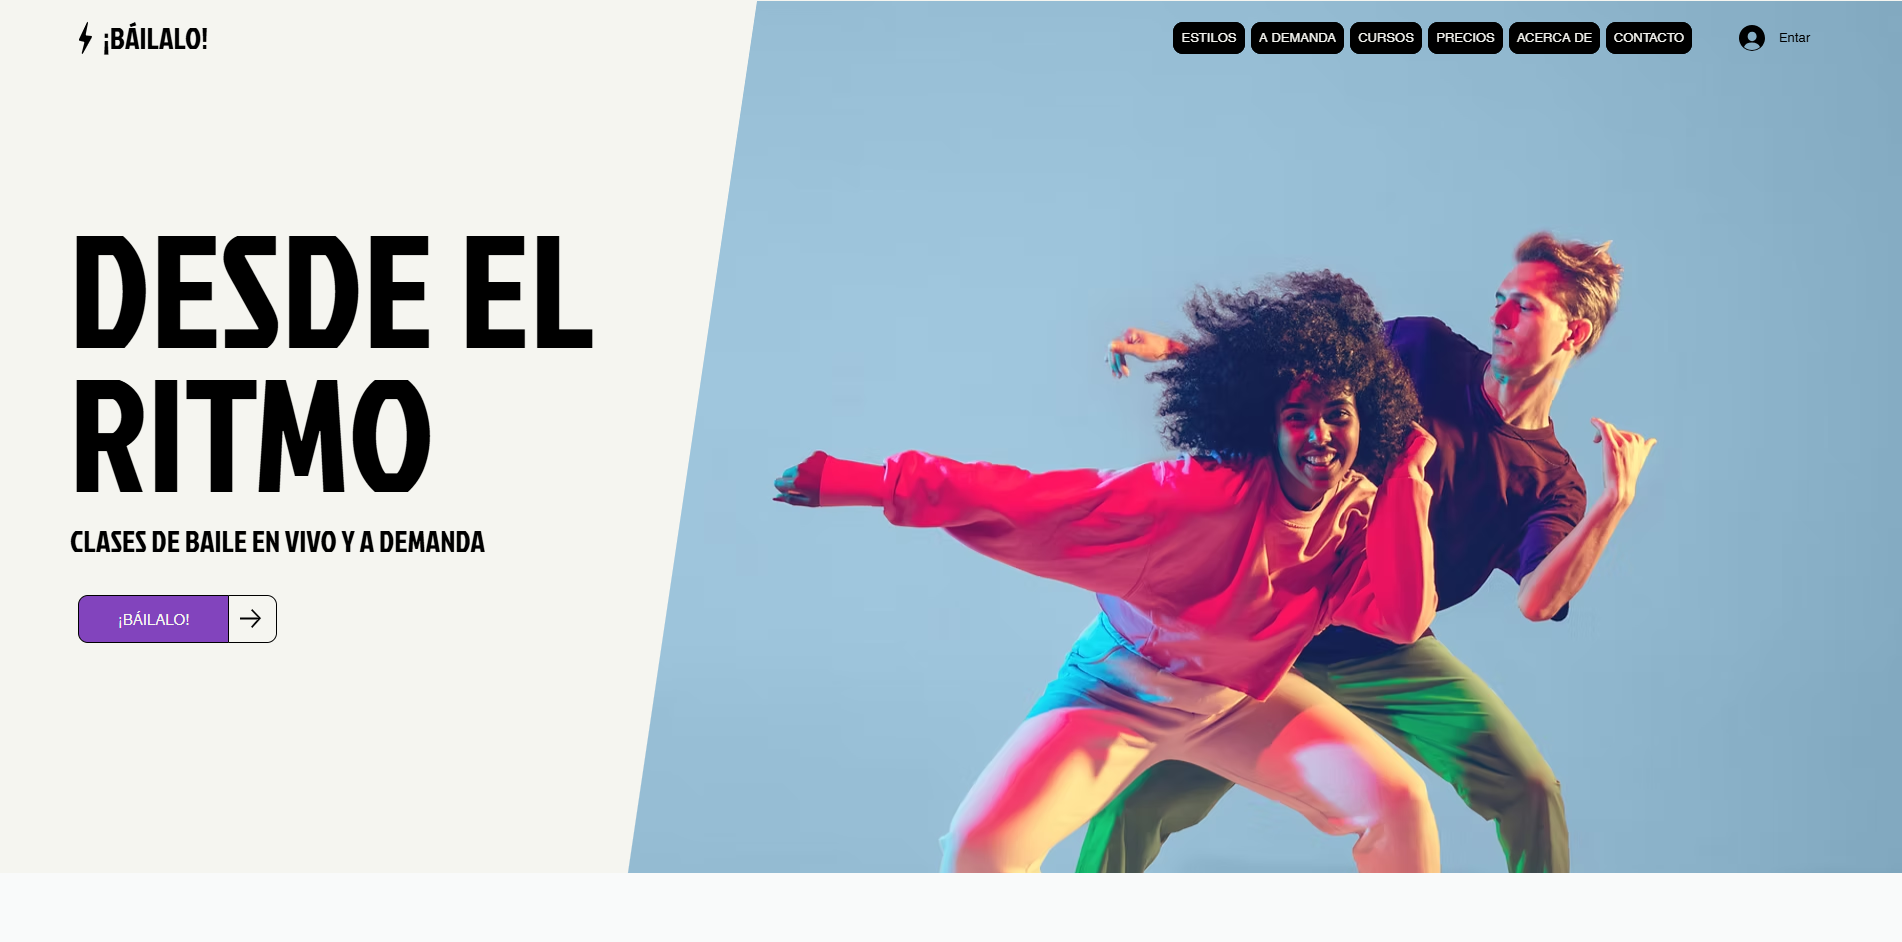 ¡BÁILALO!
ESTILOS
A DEMANDA
CURSOS
PRECIOS
ACERCA DE
CONTACTO
Entar
DESDE EL
RITMO
CLASES DE BAILE EN VIVO Y A DEMANDA
¡BÁILALO!